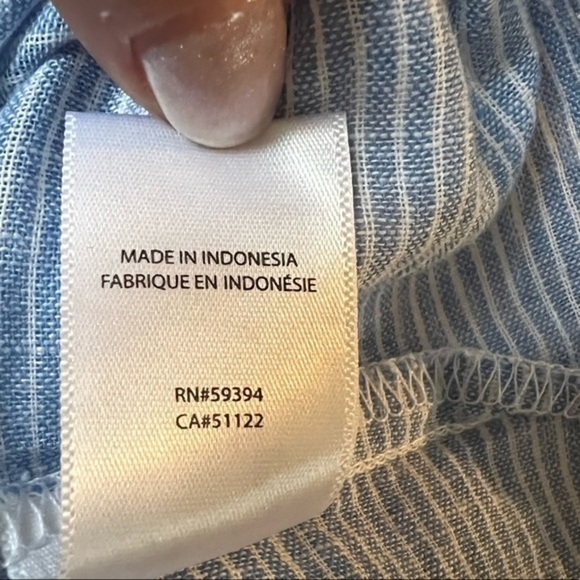 MADE IN INDONESIA
FABRIQUE EN INDONÉSIE
RN#59394
CA#51122